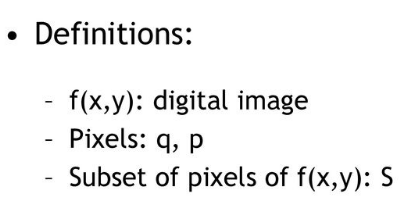 • Definitions:
- f(x,y): digital image
- Pixels: q, p
- Subset of pixels of f(x,y): S